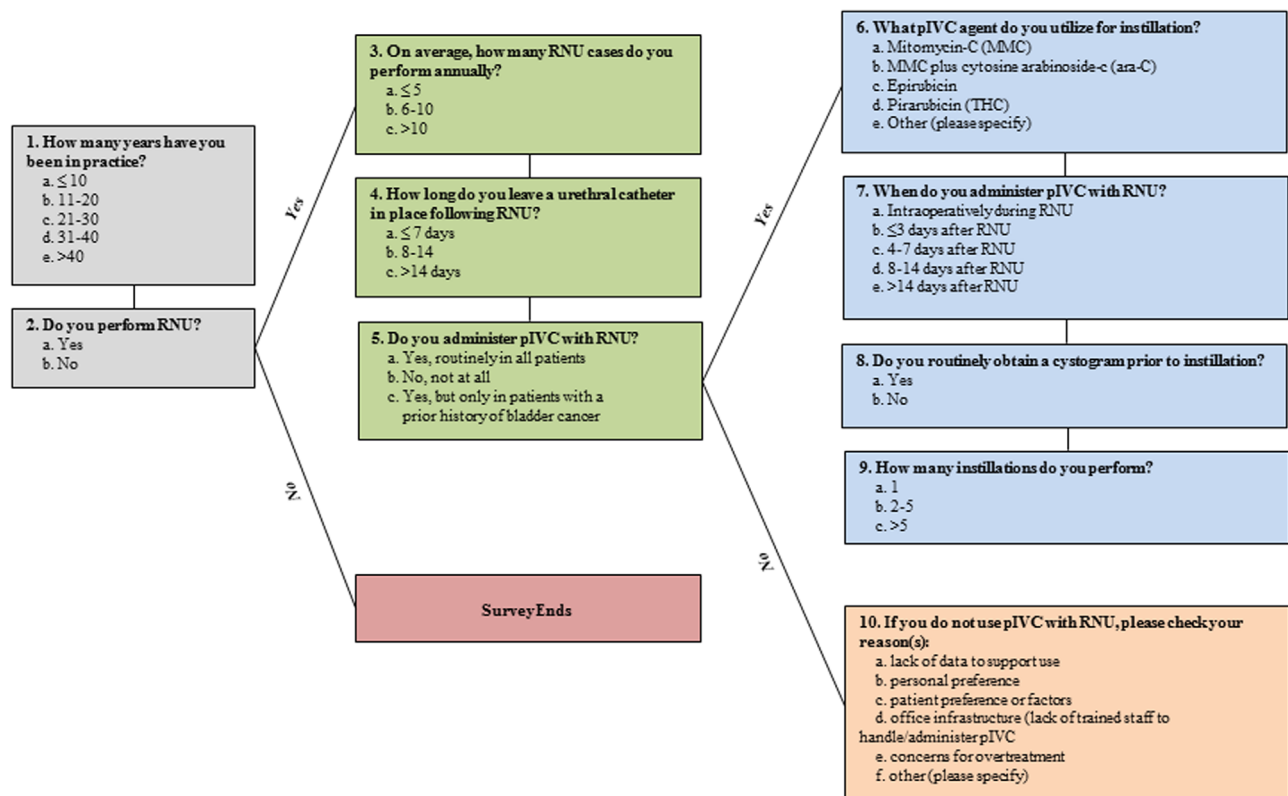 1. How many years have you
been in practice?
a. ≤ 10
b. 11-20
c. 21-30
d. 31-40
e. >40
2. Do you perform RNU?
a. Yes
b. No
Yes
No
3. On average, how many RNU cases do you
perform annually?
a. ≤ 5
b. 6-10
c. >10
4. How long do you leave a urethral catheter
in place following RNU?
a. ≤ 7 days
b. 8-14
c. >14 days
5. Do you administer pIVC with RNU?
a. Yes, routinely in all patients
b. No, not at all
c. Yes, but only in patients with a
prior history of bladder cancer
Survey Ends
Yes
No
6. What pIVC agent do you utilize for instillation?
a. Mitomycin-C (MMC)
b. MMC plus cytosine arabinoside-c (ara-C)
c. Epirubicin
d. Pirarubicin (THC)
e. Other (please specify)
7. When do you administer pIVC with RNU?
a. Intraoperatively during RNU
b. ≤3 days after RNU
c. 4-7 days after RNU
d. 8-14 days after RNU
e. >14 days after RNU
8. Do you routinely obtain a cystogram prior to instillation?
a. Yes
b. No
9. How many instillations do you perform?
a. 1
b. 2-5
c. >5
10. If you do not use pIVC with RNU, please check your
reason(s):
a. lack of data to support use
b. personal preference
c. patient preference or factors
d. office infrastructure (lack of trained staff to
handle/administer pIVC
e. concerns for overtreatment
f. other (please specify)